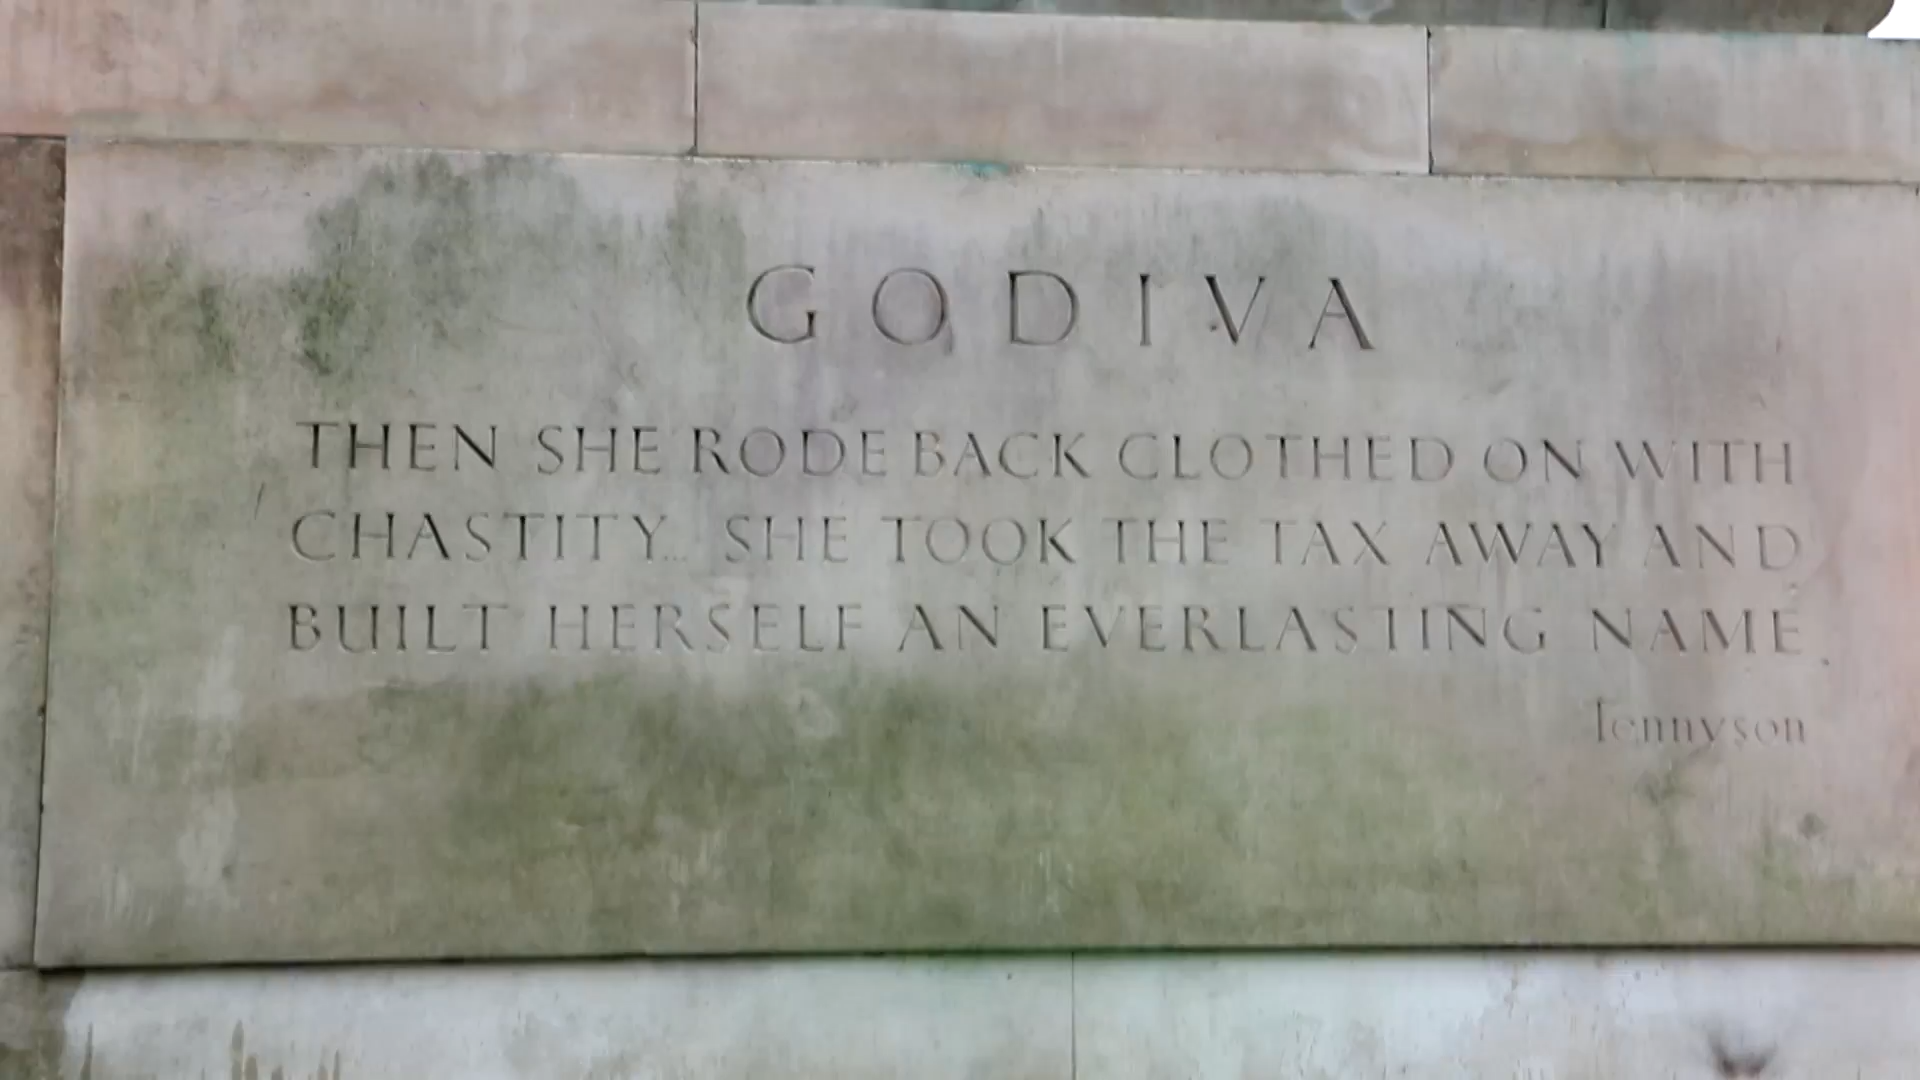 GODIVA
THEN SHE RODE BACK CLOTHED ON WITH
CHASTITY... SHE TOOK THE TAX AWAY AND
BUILT HERSELF AN EVERLASTING NAME.
Tennyson